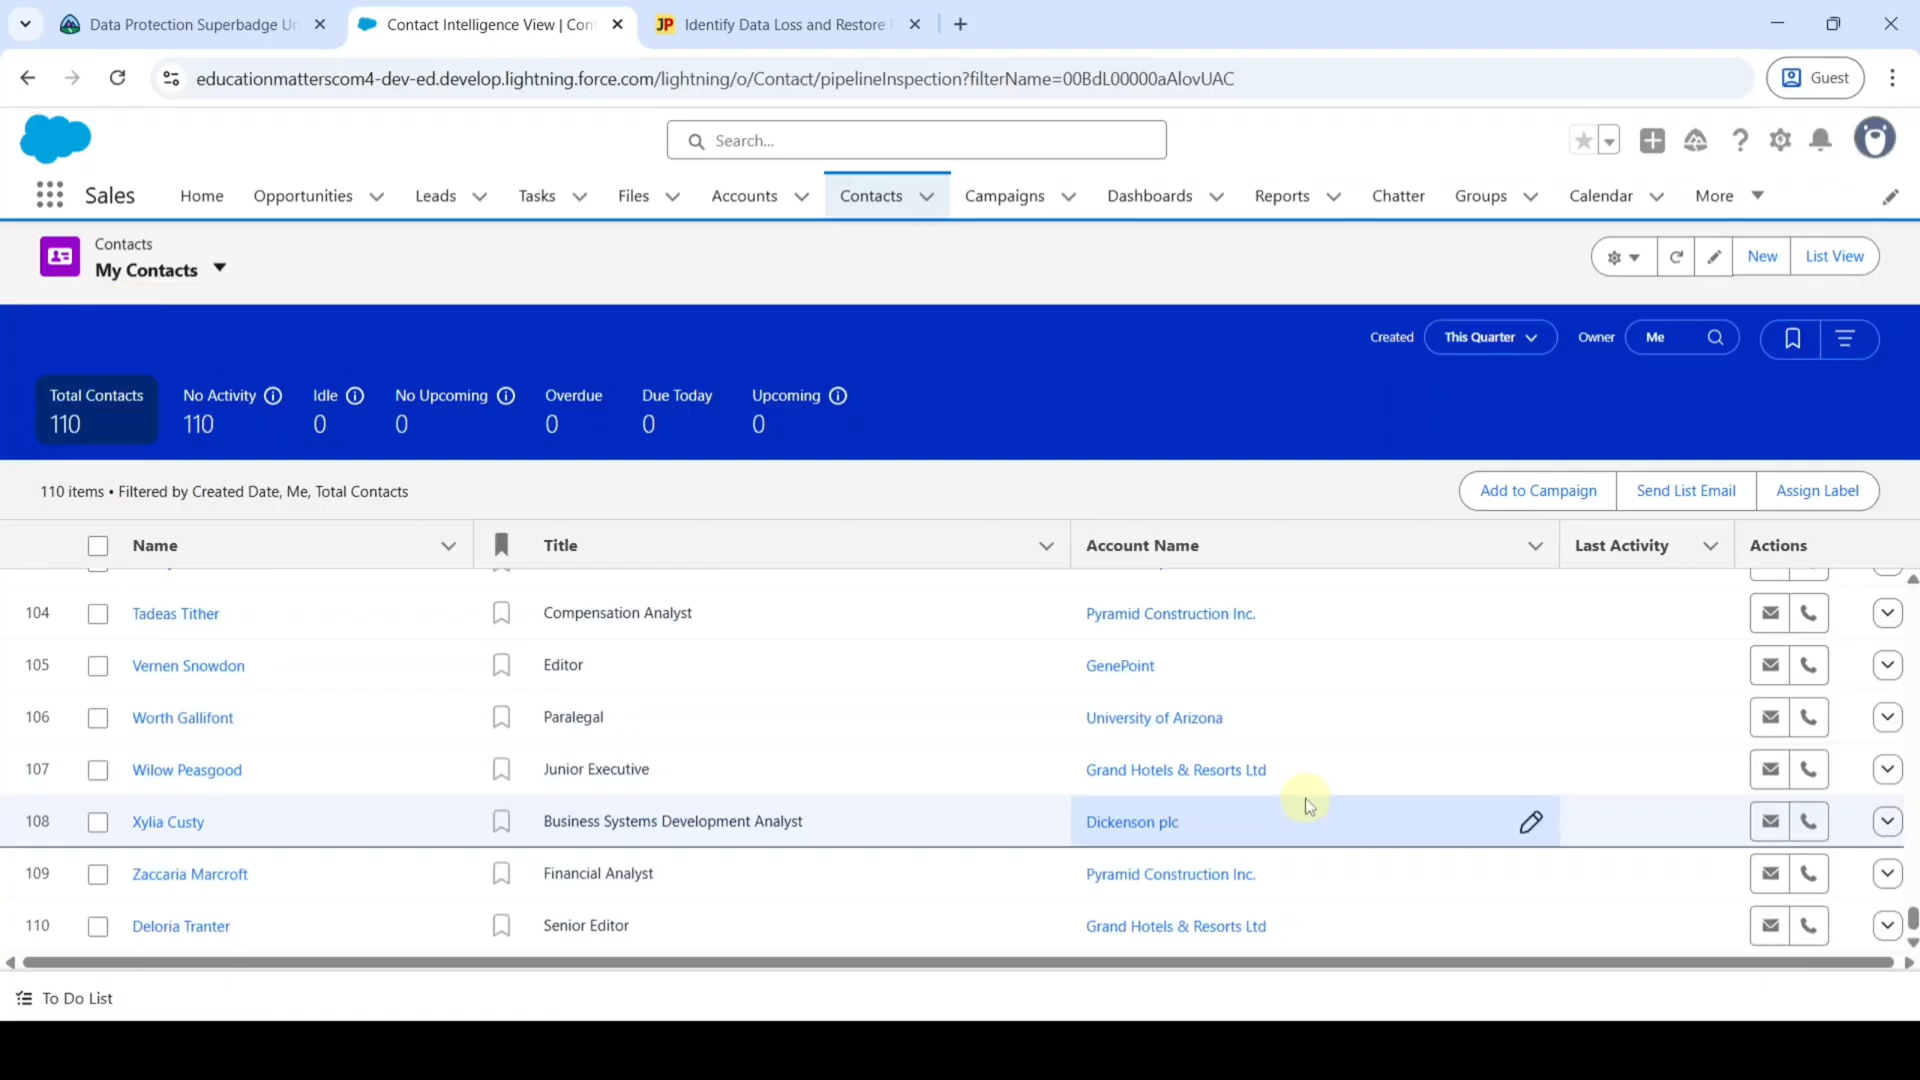 Data Protection Superbadge Un
Contact Intelligence View | Con
JP Identify Data Loss and Restore
educationmatterscom4-dev-ed.develop.lightning.force.com/lightning/o/Contact/pipelineInspection?filterName=00BdL00000aAlovUAC
Guest
Search...
Sales Home Opportunities Leads Tasks Files Accounts Contacts Campaigns Dashboards Reports Chatter Groups Calendar More
Contacts
My Contacts
New List View
Created This Quarter Owner Me
Total Contacts No Activity Idle No Upcoming Overdue Due Today Upcoming
110 110 0 0 0 0 0
110 items • Filtered by Created Date, Me, Total Contacts
Add to Campaign Send List Email Assign Label
Name Title Account Name Last Activity Actions
104 Tadeas Tither Compensation Analyst Pyramid Construction Inc.
105 Vernen Snowdon Editor GenePoint
106 Worth Gallifont Paralegal University of Arizona
107 Wilow Peasgood Junior Executive Grand Hotels & Resorts Ltd
108 Xylia Custy Business Systems Development Analyst Dickenson plc
109 Zaccaria Marcroft Financial Analyst Pyramid Construction Inc.
110 Deloria Tranter Senior Editor Grand Hotels & Resorts Ltd
To Do List